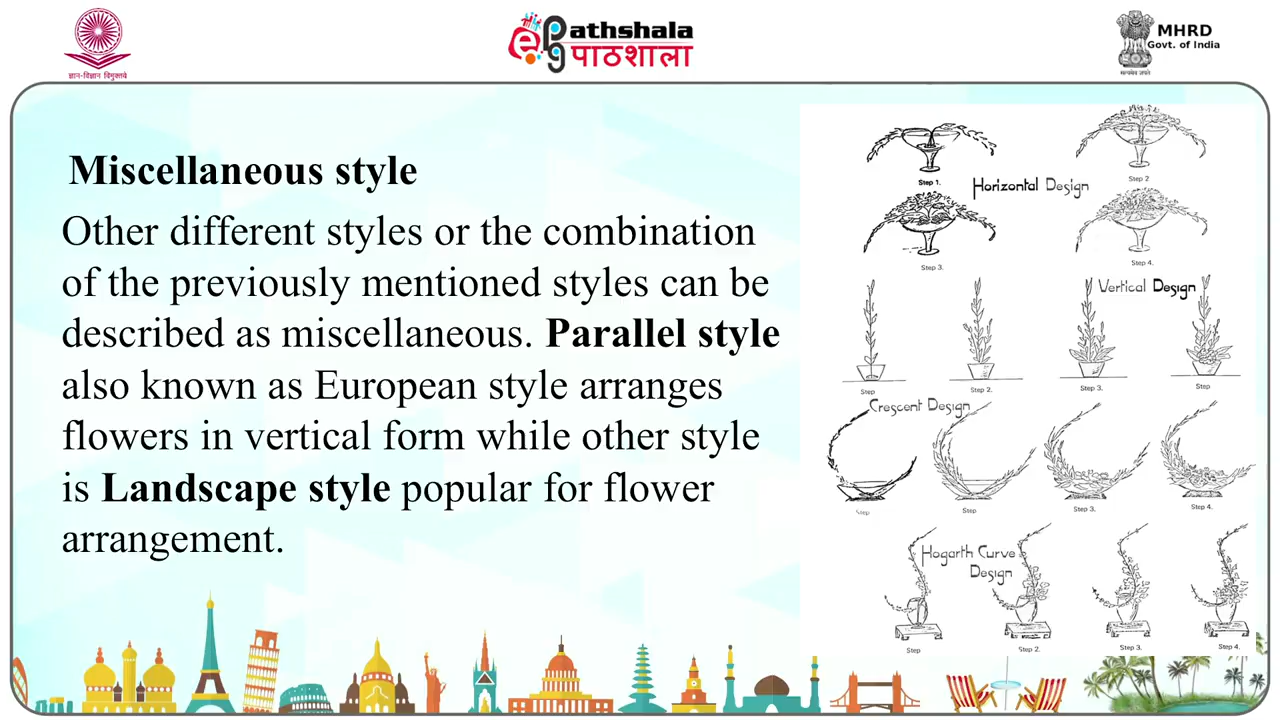 ज्ञान-विज्ञान विमुक्तये
Pathshala
पाठशाला
MHRD
Govt. of India
सत्यमेव जयते
Miscellaneous style
Other different styles or the combination
of the previously mentioned styles can be
described as miscellaneous. Parallel style
also known as European style arranges
flowers in vertical form while other style
is Landscape style popular for flower
arrangement.
Step 1.
Step 2
Horizontal Design
Step 3.
Step 4.
Vertical Design
Step
Step 2.
Step 3.
Step
Crescent Design
Step
Step
Step 3.
Step 4.
Hogarth Curve
Design
Step
Step 2.
Step 3.
Step 4.